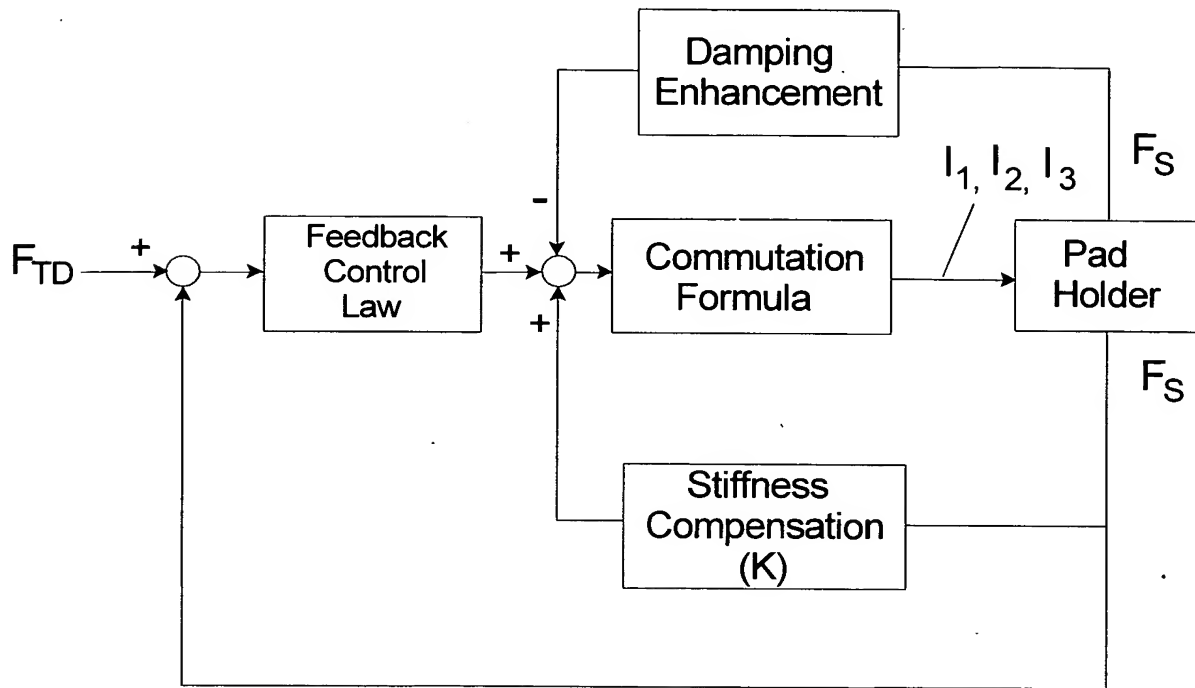 Damping
Enhancement
F_S
I_1, I_2, I_3
-
F_TD
+
Feedback
Control
Law
+
Commutation
Formula
Pad
Holder
+
F_S
Stiffness
Compensation
(K)